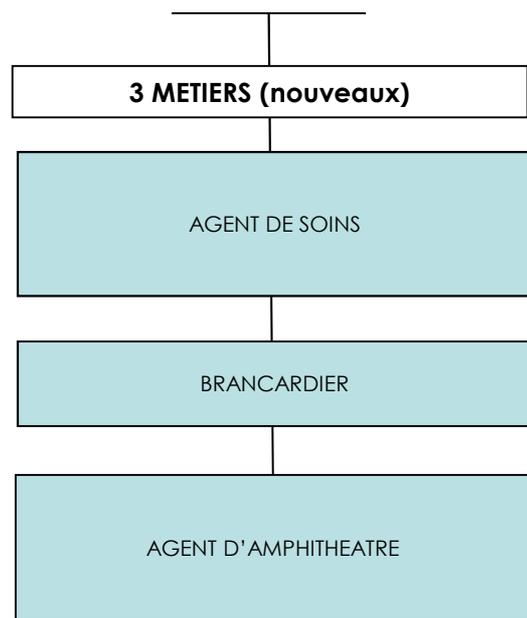 3 METIERS (nouveaux)
AGENT DE SOINS
BRANCARDIER
AGENT D’AMPHITHEATRE